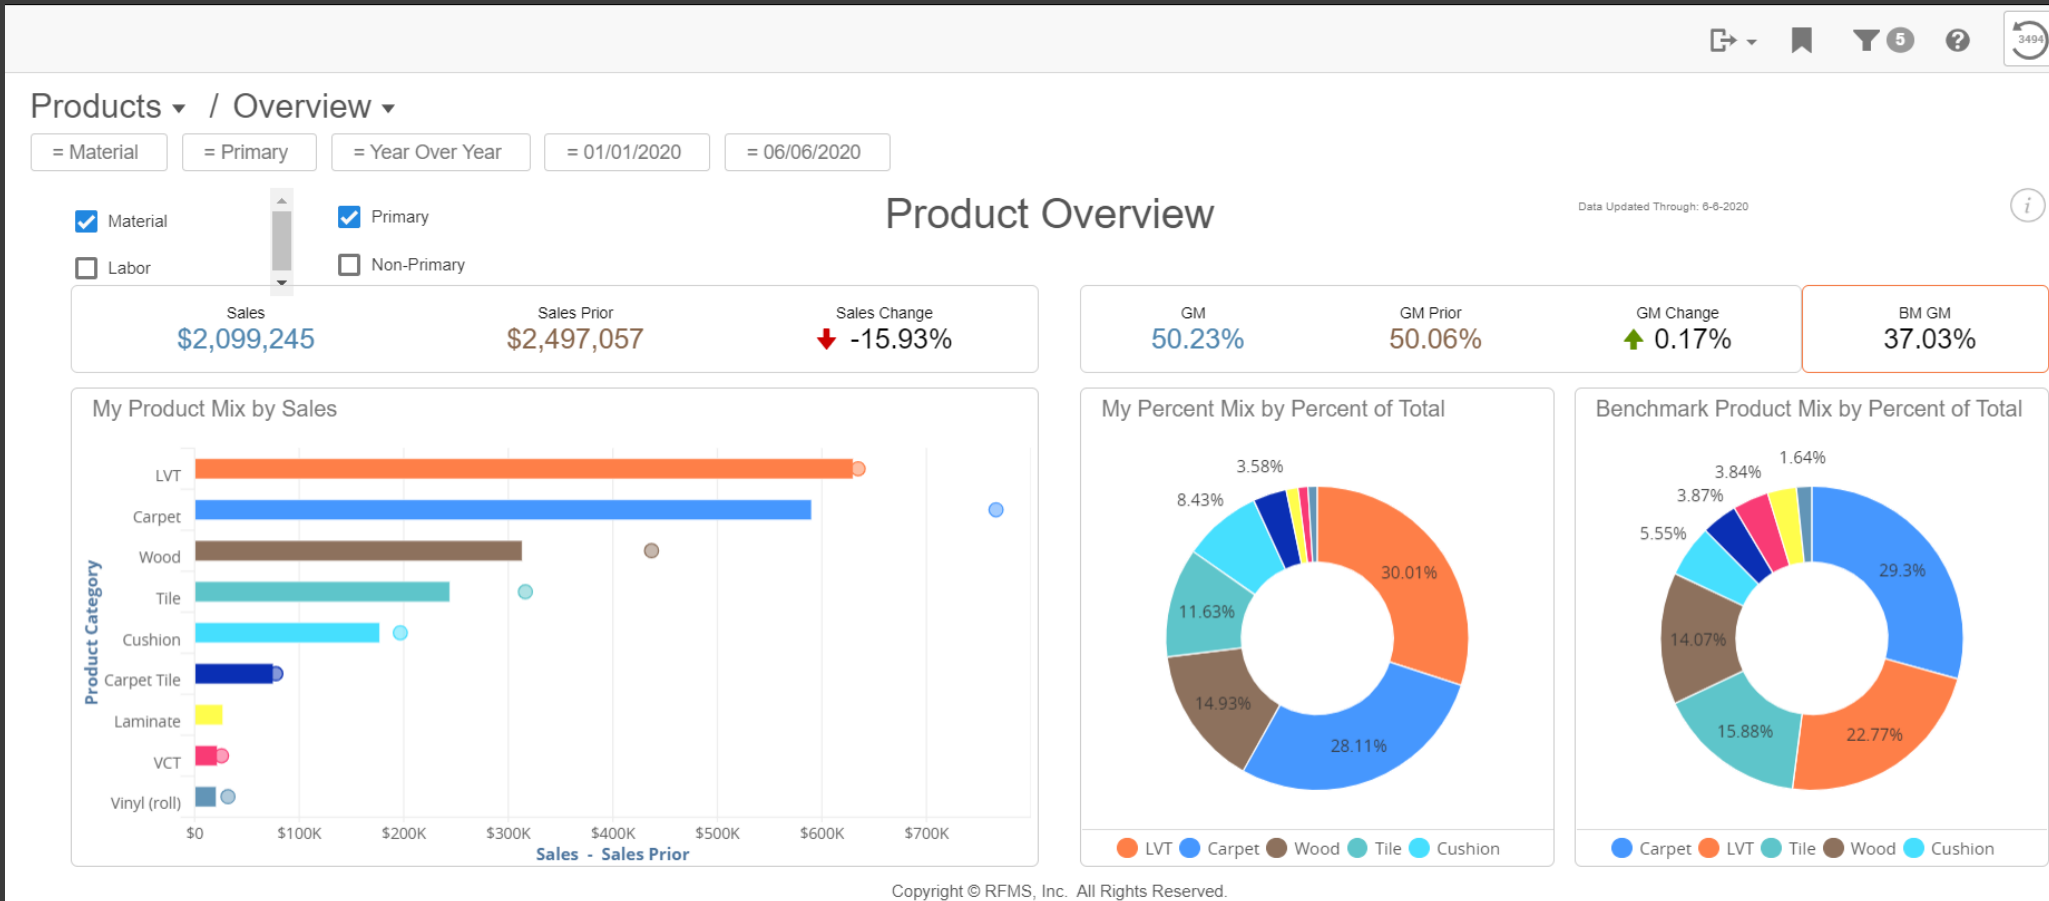 5
3494
Products / Overview
= Material
= Primary
= Year Over Year
= 01/01/2020
= 06/06/2020
Material
Labor
Primary
Non-Primary
Product Overview
Data Updated Through: 6-6-2020
i
Sales
$2,099,245
Sales Prior
$2,497,057
Sales Change
-15.93%
GM
50.23%
GM Prior
50.06%
GM Change
0.17%
BM GM
37.03%
My Product Mix by Sales
Product Category
LVT
Carpet
Wood
Tile
Cushion
Carpet Tile
Laminate
VCT
Vinyl (roll)
$0 $100K $200K $300K $400K $500K $600K $700K
Sales - Sales Prior
My Percent Mix by Percent of Total
3.58%
8.43%
30.01%
11.63%
14.93%
28.11%
LVT Carpet Wood Tile Cushion
Benchmark Product Mix by Percent of Total
1.64%
3.84%
3.87%
5.55%
29.3%
14.07%
15.88%
22.77%
Carpet LVT Tile Wood Cushion
Copyright © RFMS, Inc. All Rights Reserved.